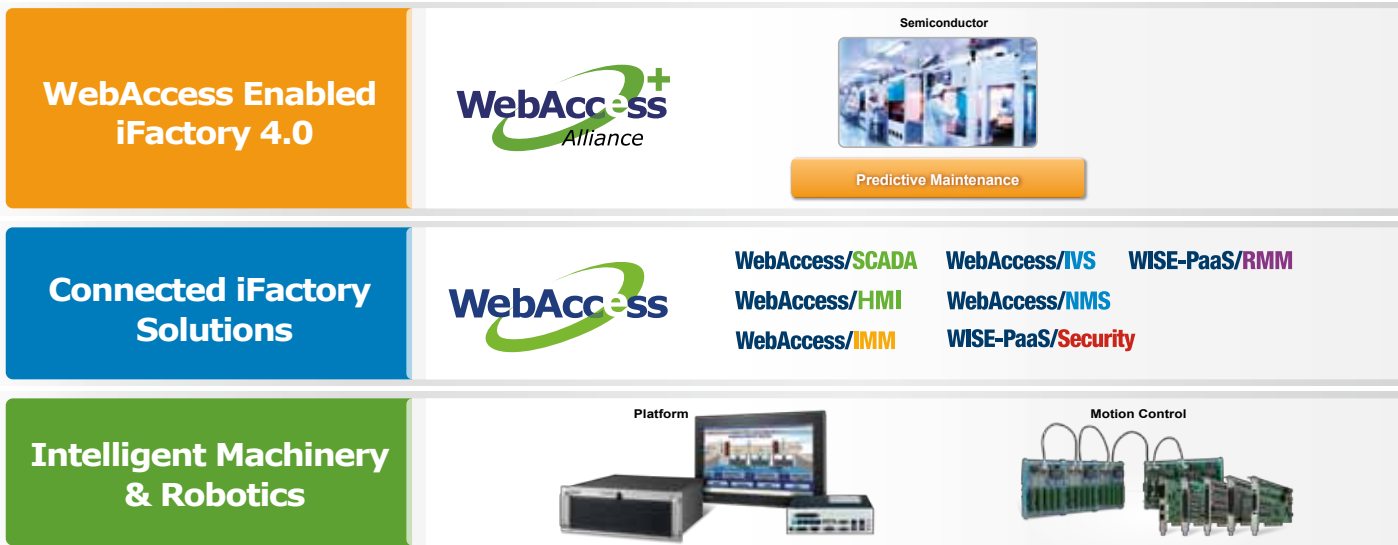 WebAccess Enabled
iFactory 4.0
WebAccess+
Alliance
Semiconductor
Predictive Maintenance
Connected iFactory
Solutions
WebAccess
WebAccess/SCADA WebAccess/IVS WISE-PaaS/RMM
WebAccess/HMI WebAccess/NMS
WebAccess/IMM WISE-PaaS/Security
Intelligent Machinery
& Robotics
Platform
Motion Control